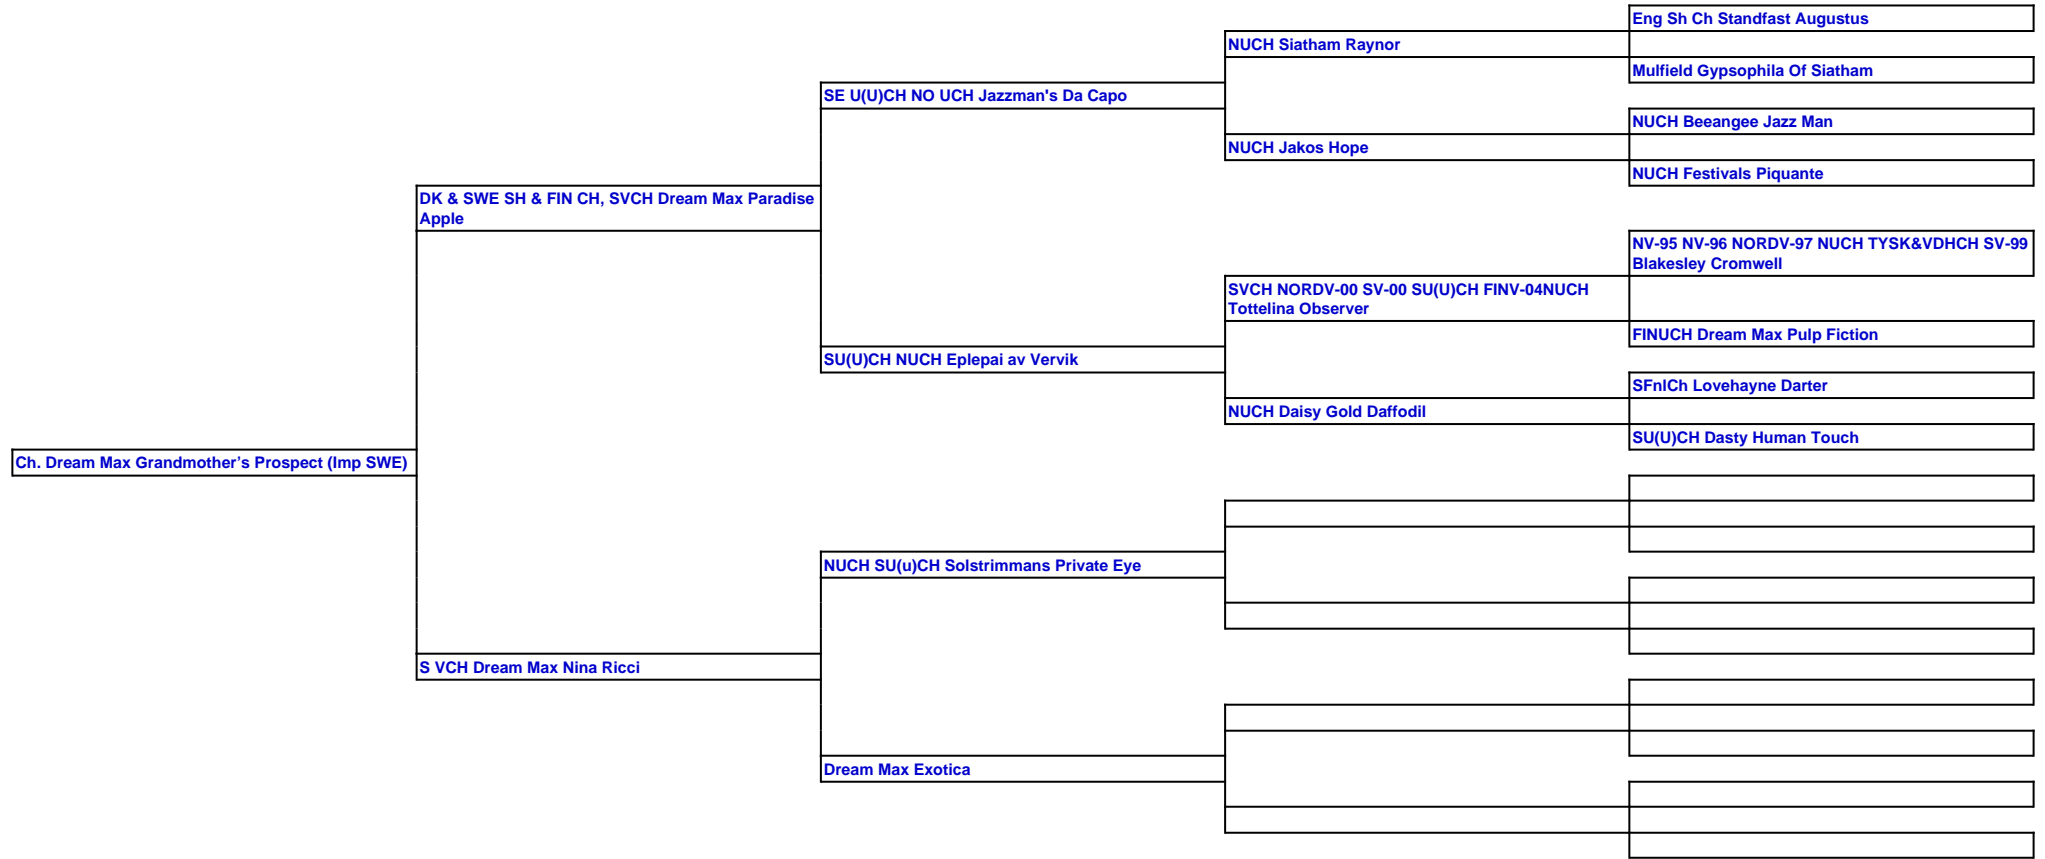 Eng Sh Ch Standfast Augustus
NUCH Siatham Raynor
Mulfield Gypsophila Of Siatham
SE U(U)CH NO UCH Jazzman's Da Capo
NUCH Beeangee Jazz Man
NUCH Jakos Hope
NUCH Festivals Piquante
DK & SWE SH & FIN CH, SVCH Dream Max Paradise
Apple
NV-95 NV-96 NORDV-97 NUCH TYSK&VDHCH SV-99
Blakesley Cromwell
SVCH NORDV-00 SV-00 SU(U)CH FINV-04NUCH
Tottelina Observer
FINUCH Dream Max Pulp Fiction
SU(U)CH NUCH Eplepai av Vervik
SFnlCh Lovehayne Darter
NUCH Daisy Gold Daffodil
SU(U)CH Dasty Human Touch
Ch. Dream Max Grandmother’s Prospect (Imp SWE)
NUCH SU(u)CH Solstrimmans Private Eye
S VCH Dream Max Nina Ricci
Dream Max Exotica